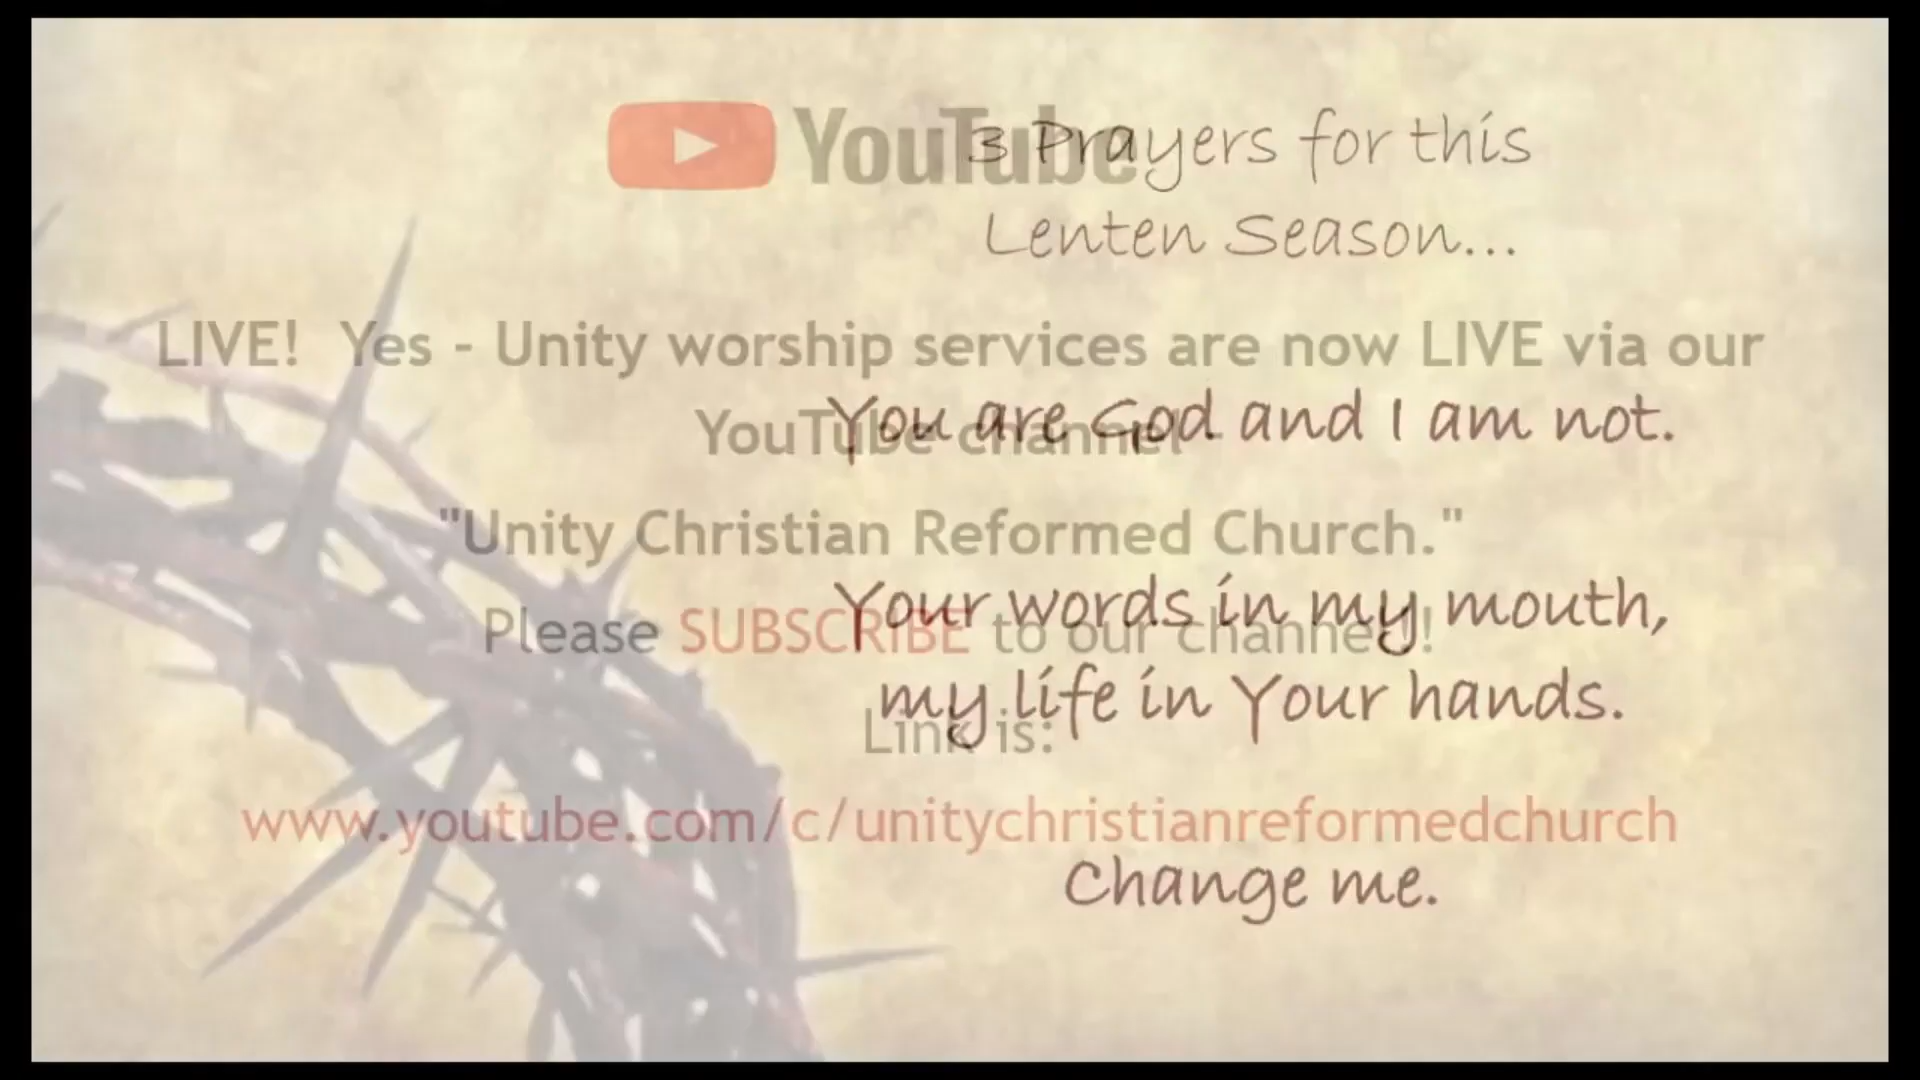 YouTube
3 Prayers for this
Lenten Season...
LIVE!  Yes - Unity worship services are now LIVE via our
YouTube channel -
You are God and I am not.
"Unity Christian Reformed Church."
Your words in my mouth,
Please SUBSCRIBE to our channel!
my life in Your hands.
Link is:
www.youtube.com/c/unitychristianreformedchurch
Change me.